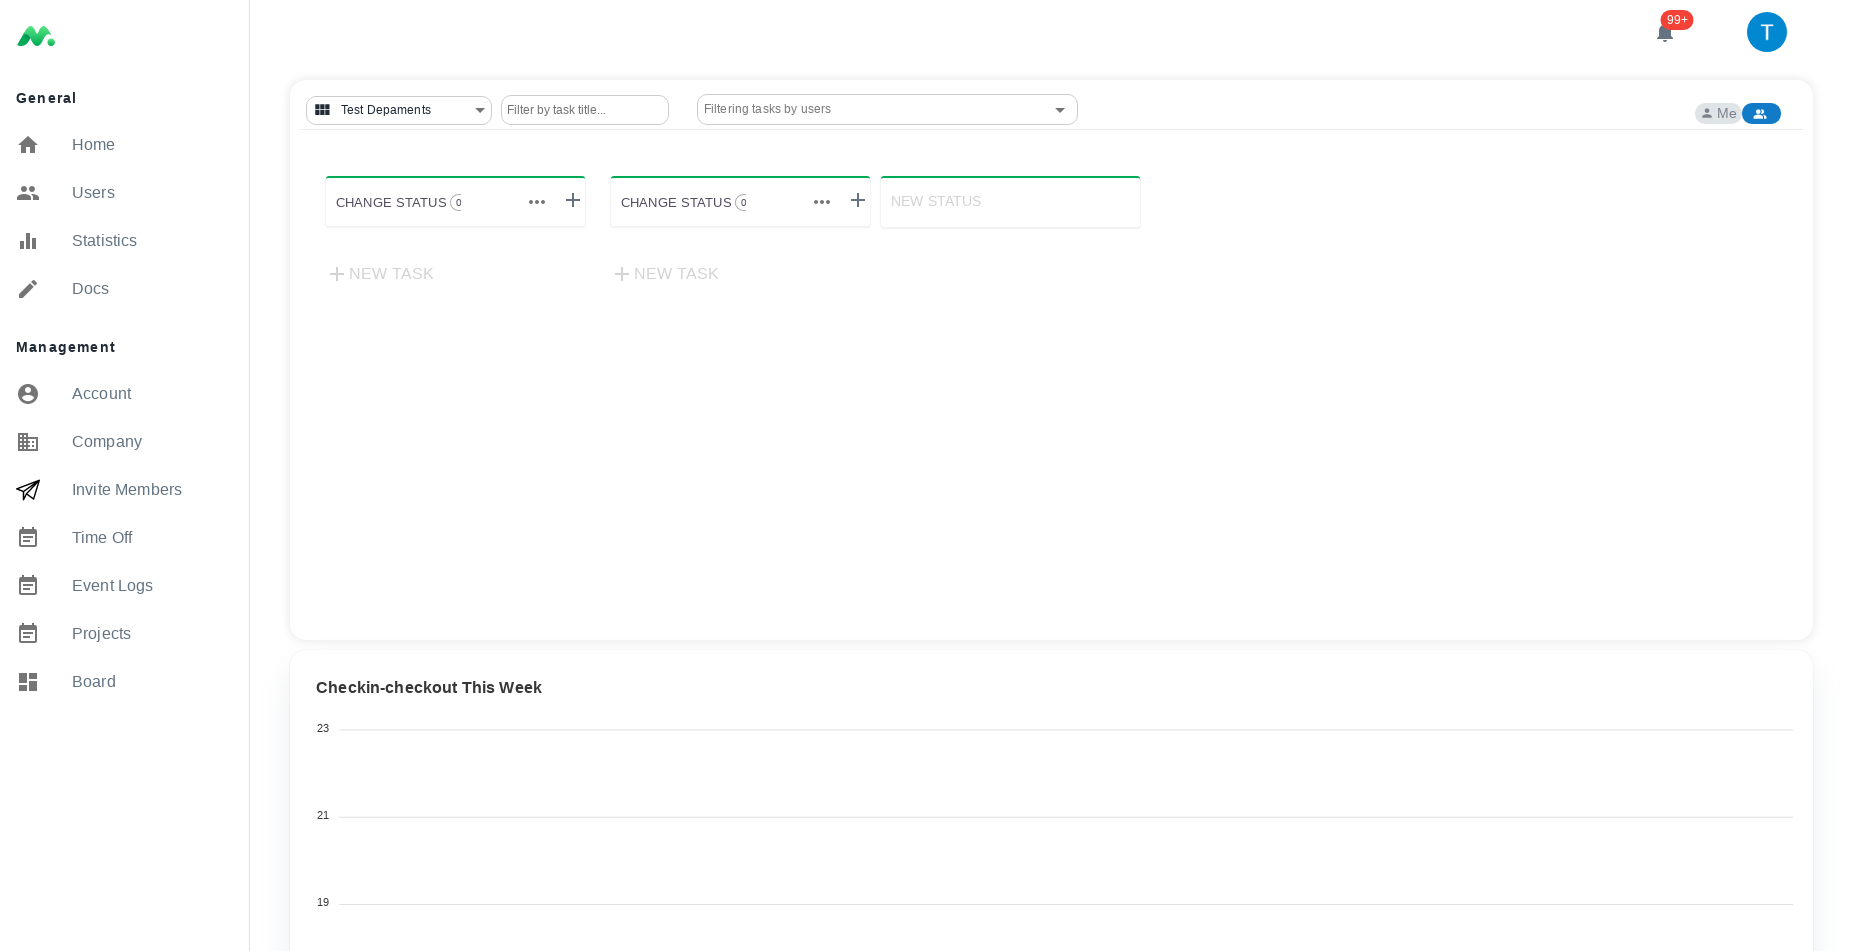 99+
T
General
Home
Users
Statistics
Docs
Management
Account
Company
Invite Members
Time Off
Event Logs
Projects
Board
Test Depaments
Filter by task title...
Filtering tasks by users
Me
CHANGE STATUS 0
CHANGE STATUS 0
NEW STATUS
NEW TASK
NEW TASK
Checkin-checkout This Week
23
21
19